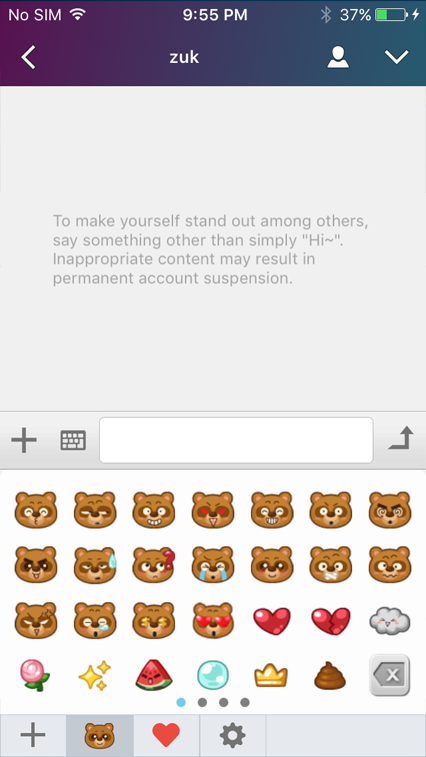 No SIM 9:55 PM 37%
zuk
To make yourself stand out among others,
say something other than simply "Hi~".
Inappropriate content may result in
permanent account suspension.